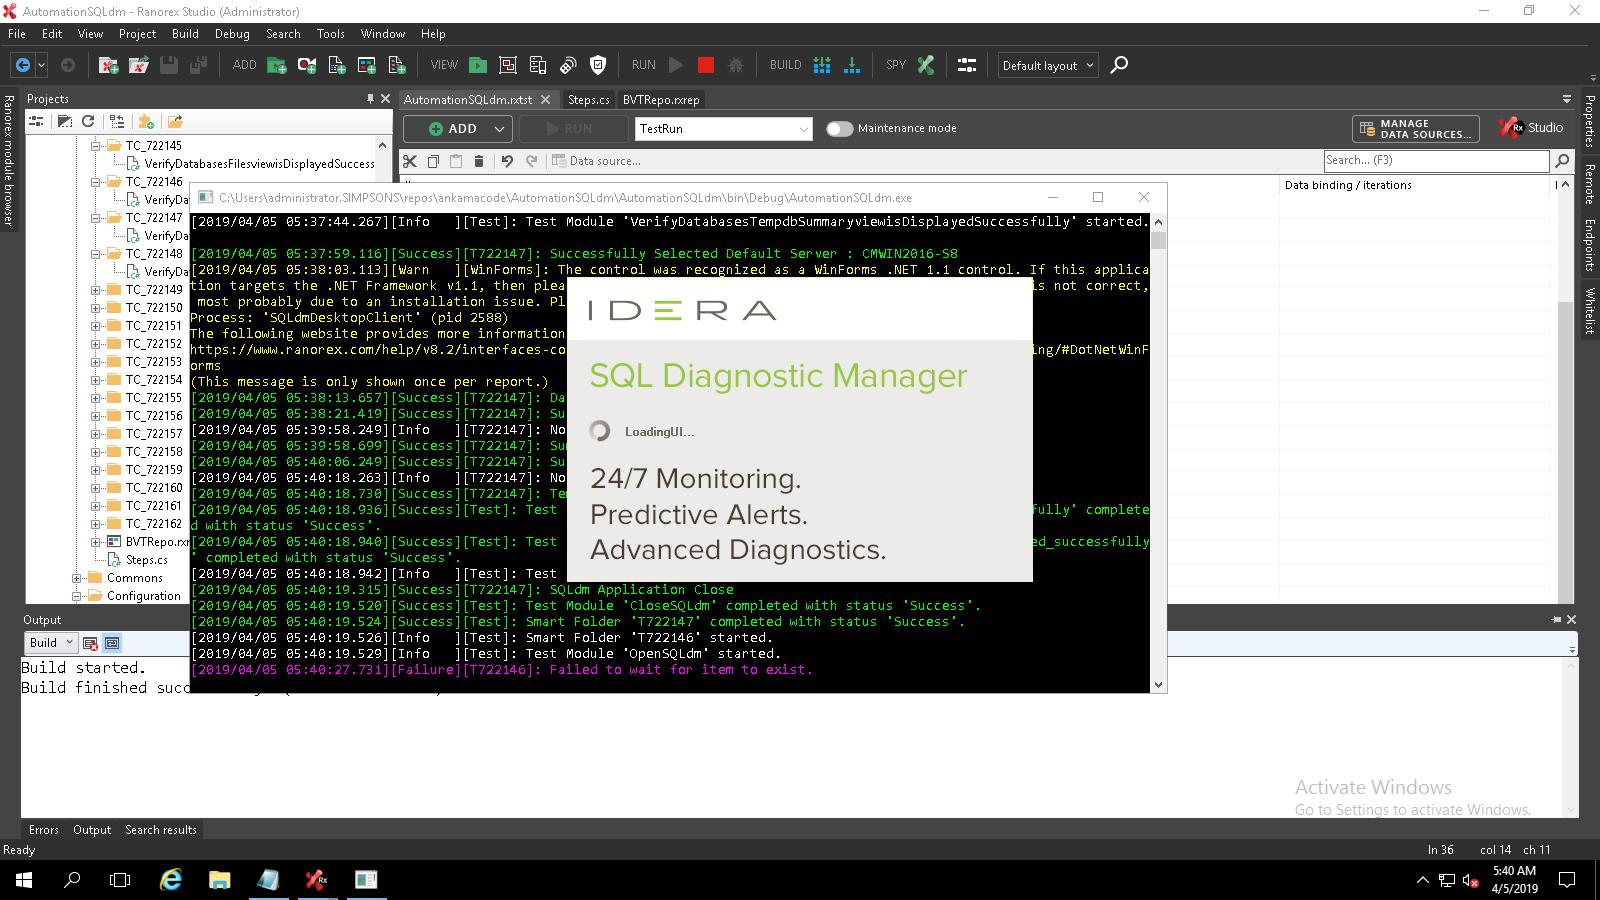 AutomationSQLdm - Ranorex Studio (Administrator)
File Edit View Project Build Debug Search Tools Window Help
ADD VIEW RUN BUILD SPY Default layout
Ranorex module browser
Projects
TC_722145
VerifyDatabasesFilesviewisDisplayedSuccess
TC_722146
VerifyDa
TC_722147
VerifyDa
TC_722148
VerifyDa
TC_722149
TC_722150
TC_722151
TC_722152
TC_722153
TC_722154
TC_722155
TC_722156
TC_722157
TC_722158
TC_722159
TC_722160
TC_722161
TC_722162
BVTRepo.rxr
Steps.cs
Commons
Configuration
AutomationSQLdm.rxtst Steps.cs BVTRepo.rxrep
ADD RUN TestRun Maintenance mode MANAGE
DATA SOURCES... Rx Studio
Data source... Search... (F3)
Data binding / iterations
Properties
Remote
Endpoints
Whitelist
C:\Users\administrator.SIMPSONS\repos\ankamacode\AutomationSQLdm\AutomationSQLdm\bin\Debug\AutomationSQLdm.exe
[2019/04/05 05:37:44.267][Info   ][Test]: Test Module 'VerifyDatabasesTempdbSummaryviewisDisplayedSuccessfully' started.
[2019/04/05 05:37:59.116][Success][T722147]: Successfully Selected Default Server : CMWIN2016-S8
[2019/04/05 05:38:03.113][Warn   ][WinForms]: The control was recognized as a WinForms .NET 1.1 control. If this applica
tion targets the .NET Framework v1.1, then plea is not correct,
most probably due to an installation issue. Pl
Process: 'SQLdmDesktopClient' (pid 2588)
The following website provides more information
https://www.ranorex.com/help/v8.2/interfaces-co ing/#DotNetWinF
orms
(This message is only shown once per report.)
[2019/04/05 05:38:13.657][Success][T722147]: Da
[2019/04/05 05:38:21.419][Success][T722147]: Su
[2019/04/05 05:39:58.249][Info   ][T722147]: No
[2019/04/05 05:39:58.699][Success][T722147]: Su
[2019/04/05 05:40:06.249][Success][T722147]: Su
[2019/04/05 05:40:18.263][Info   ][T722147]: No
[2019/04/05 05:40:18.730][Success][T722147]: Te
[2019/04/05 05:40:18.936][Success][Test]: Test fully' complete
d with status 'Success'.
[2019/04/05 05:40:18.940][Success][Test]: Test ed_successfully
' completed with status 'Success'.
[2019/04/05 05:40:18.942][Info   ][Test]: Test
[2019/04/05 05:40:19.315][Success][T722147]: SQLdm Application Close
[2019/04/05 05:40:19.520][Success][Test]: Test Module 'CloseSQLdm' completed with status 'Success'.
[2019/04/05 05:40:19.524][Success][Test]: Smart Folder 'T722147' completed with status 'Success'.
[2019/04/05 05:40:19.526][Info   ][Test]: Smart Folder 'T722146' started.
[2019/04/05 05:40:19.529][Info   ][Test]: Test Module 'OpenSQLdm' started.
[2019/04/05 05:40:27.731][Failure][T722146]: Failed to wait for item to exist.
IDERA
SQL Diagnostic Manager
LoadingUI...
24/7 Monitoring.
Predictive Alerts.
Advanced Diagnostics.
Output
Build
Build started.
Build finished succ
Activate Windows
Go to Settings to activate Windows.
Errors Output Search results
Ready ln 36 col 14 ch 11
5:40 AM
4/5/2019